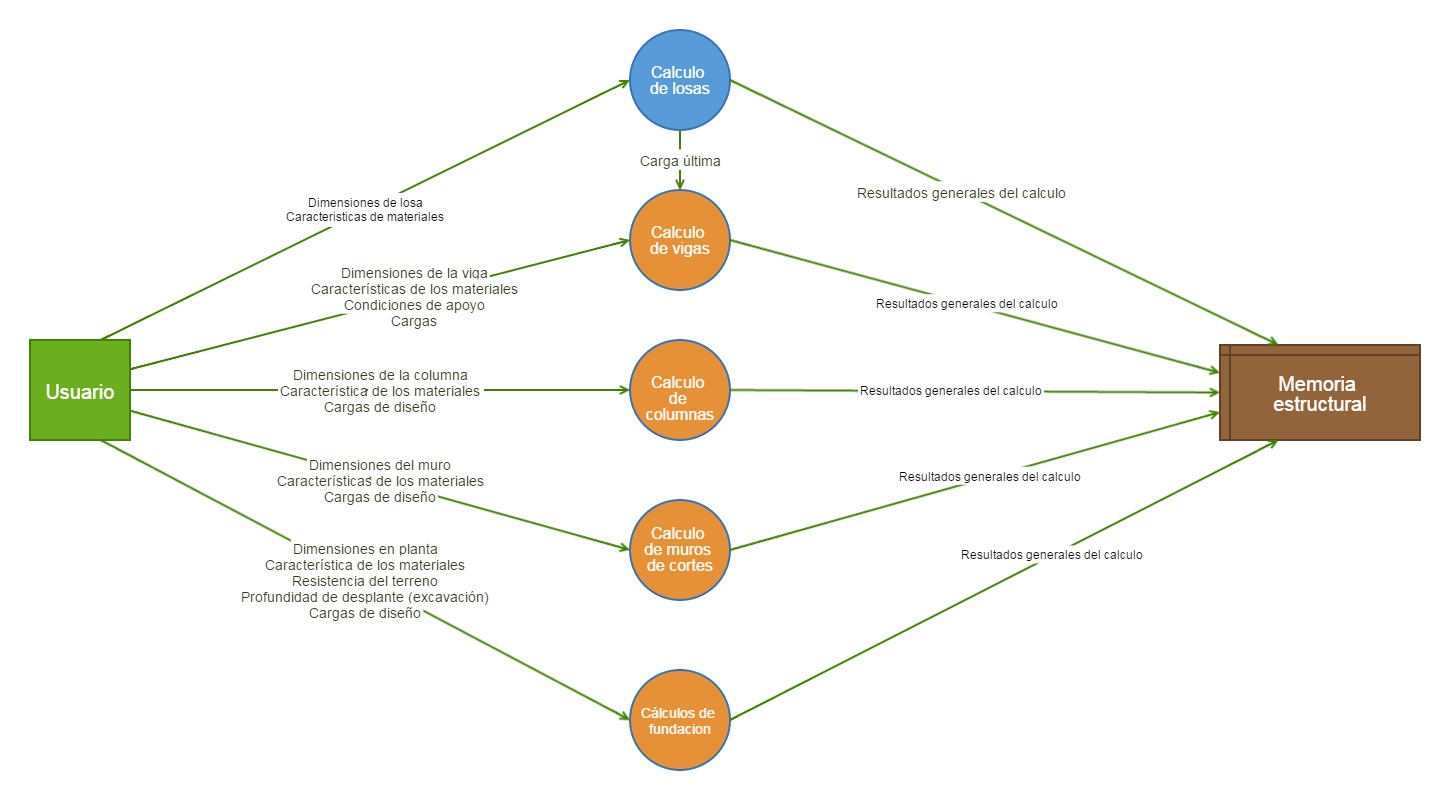 Calculo
de losas
Carga última
Dimensiones de losa
Caracteristicas de materiales
Resultados generales del calculo
Calculo
de vigas
Dimensiones de la viga
Características de los materiales
Condiciones de apoyo
Cargas
Resultados generales del calculo
Usuario
Dimensiones de la columna
Característica de los materiales
Cargas de diseño
Calculo
de
columnas
Resultados generales del calculo
Memoria
estructural
Dimensiones del muro
Características de los materiales
Cargas de diseño
Calculo
de muros
de cortes
Resultados generales del calculo
Dimensiones en planta
Característica de los materiales
Resistencia del terreno
Profundidad de desplante (excavación)
Cargas de diseño
Resultados generales del calculo
Cálculos de
fundacion